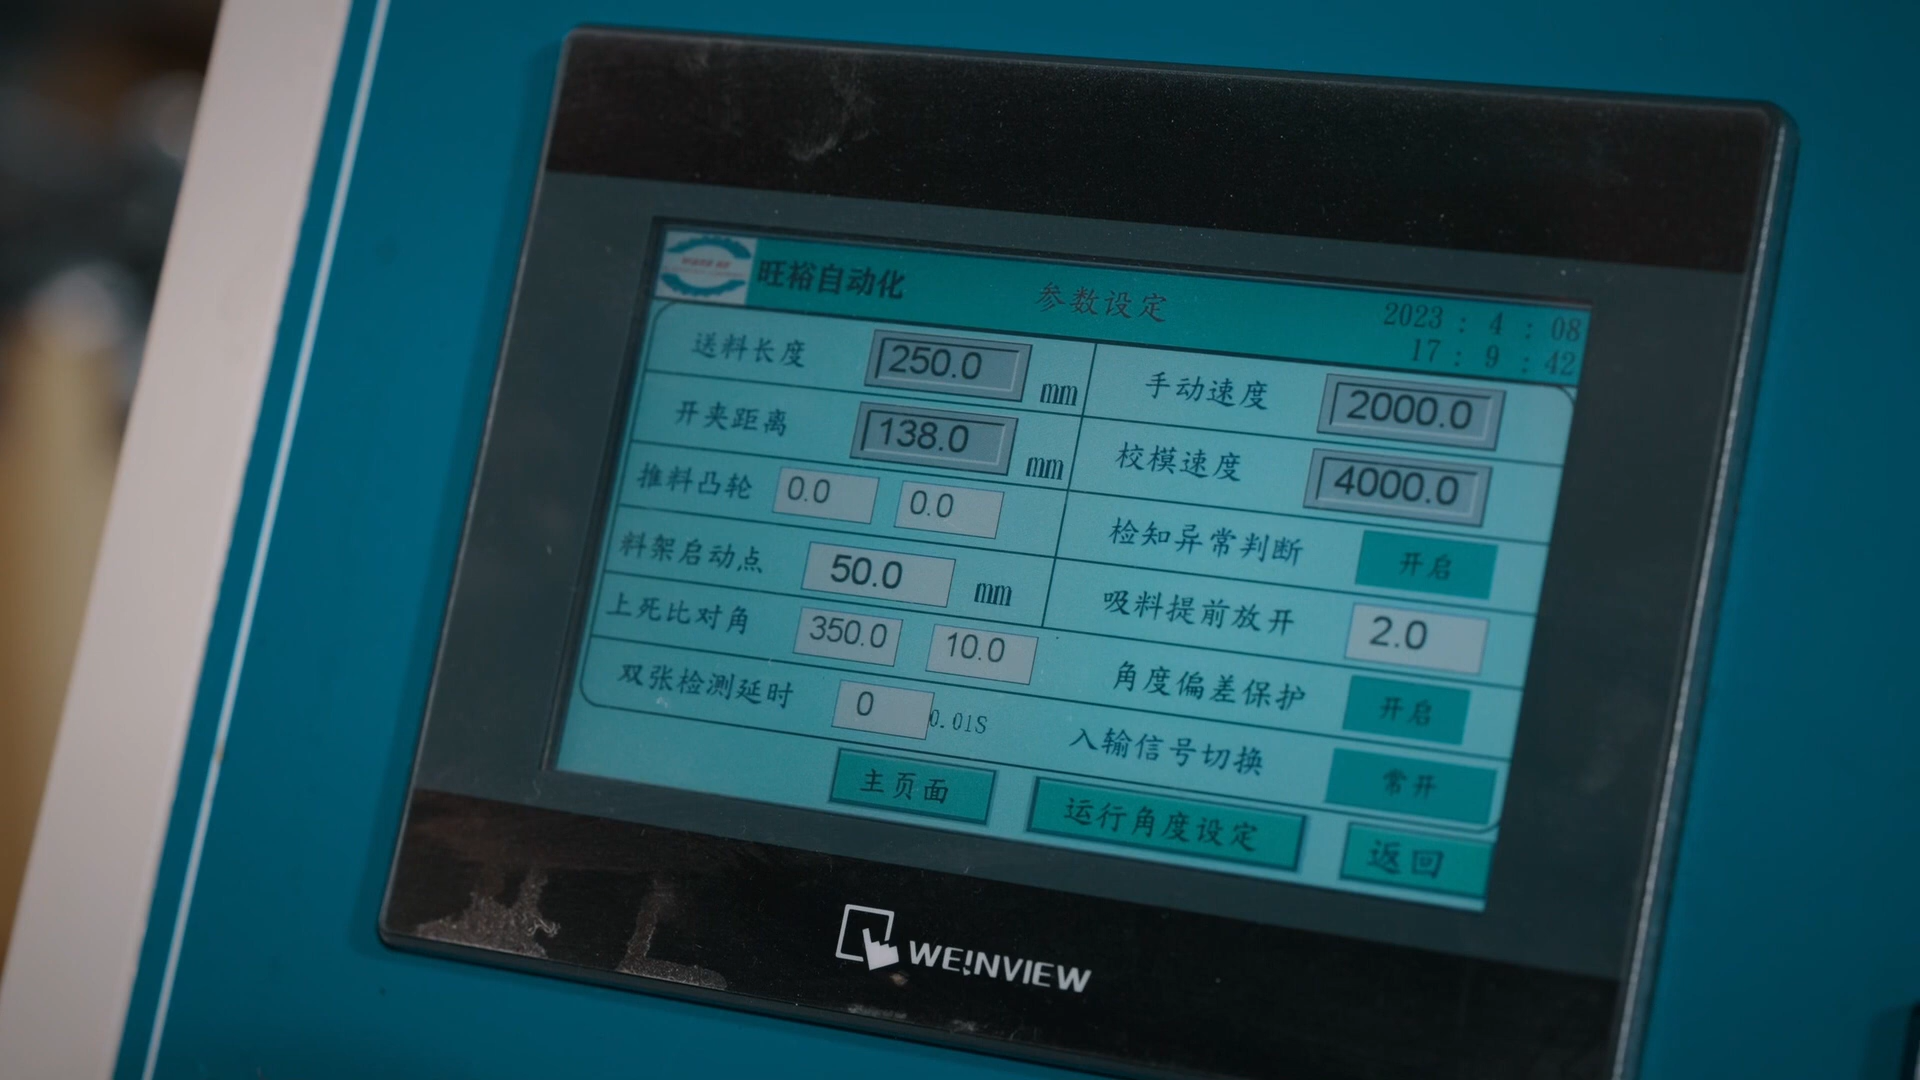 旺裕自动化
参数设定
2023 : 4 : 08
17 : 9 : 42
送料长度 250.0 mm
手动速度 2000.0
开夹距离 138.0 mm
校模速度 4000.0
推料凸轮 0.0 0.0
检知异常判断 开启
料架启动点 50.0 mm
吸料提前放开 2.0
上死比对角 350.0 10.0
角度偏差保护 开启
双张检测延时 0 0.01S
入输信号切换 常开
主页面 运行角度设定 返回
WEINVIEW